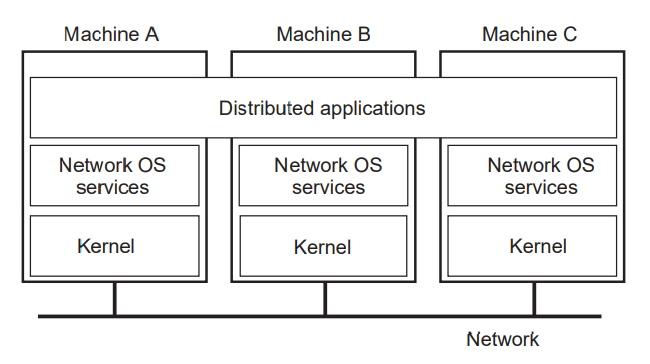 Machine A
Machine B
Machine C
Distributed applications
Network OS
services
Network OS
services
Network OS
services
Kernel
Kernel
Kernel
Network